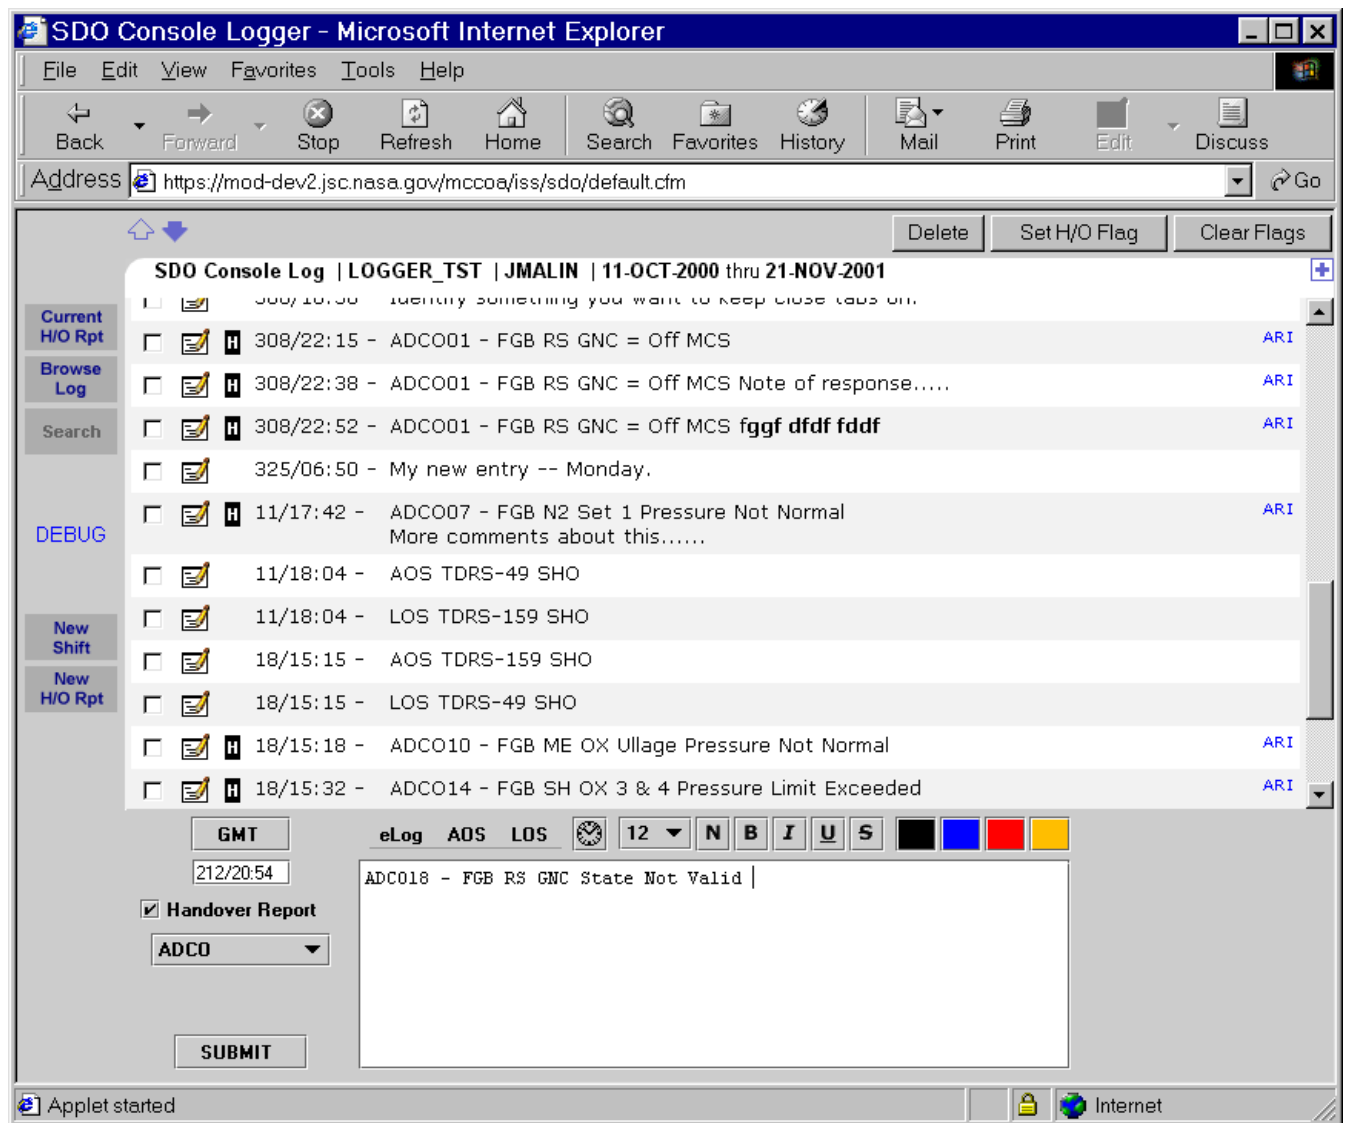 SDO Console Logger - Microsoft Internet Explorer
File Edit View Favorites Tools Help
Back Forward Stop Refresh Home Search Favorites History Mail Print Edit Discuss
Address https://mod-dev2.jsc.nasa.gov/mccoa/iss/sdo/default.cfm Go
Delete Set H/O Flag Clear Flags
SDO Console Log | LOGGER_TST | JMALIN | 11-OCT-2000 thru 21-NOV-2001
Identify something you want to keep close tabs on.
Current
H/O Rpt
Browse
Log
Search
DEBUG
New
Shift
New
H/O Rpt
H 308/22:15 - ADCO01 - FGB RS GNC = Off MCS ARI
H 308/22:38 - ADCO01 - FGB RS GNC = Off MCS Note of response..... ARI
H 308/22:52 - ADCO01 - FGB RS GNC = Off MCS fggf dfdf fddf ARI
325/06:50 - My new entry -- Monday.
H 11/17:42 - ADCO07 - FGB N2 Set 1 Pressure Not Normal ARI
More comments about this......
11/18:04 - AOS TDRS-49 SHO
11/18:04 - LOS TDRS-159 SHO
18/15:15 - AOS TDRS-159 SHO
18/15:15 - LOS TDRS-49 SHO
H 18/15:18 - ADCO10 - FGB ME OX Ullage Pressure Not Normal ARI
H 18/15:32 - ADCO14 - FGB SH OX 3 & 4 Pressure Limit Exceeded ARI
GMT eLog AOS LOS 12 N B I U S
212/20:54
ADCO18 - FGB RS GNC State Not Valid
Handover Report
ADCO
SUBMIT
Applet started Internet